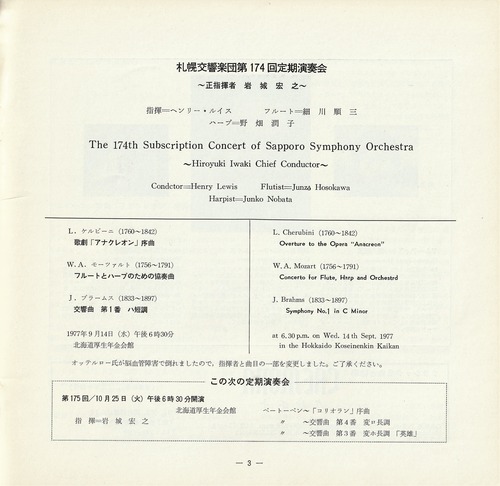 札幌交響楽団第174回定期演奏会
～正指揮者 岩城宏之～
指揮＝ヘンリー・ルイス フルート＝細川順三
ハープ＝野畑潤子
The 174th Subscription Concert of Sapporo Symphony Orchestra
～Hiroyuki Iwaki Chief Conductor～
Condctor＝Henry Lewis Flutist＝Junzō Hosokawa
Harpist＝Junko Nobata
L. ケルビーニ (1760～1842)
歌劇「アナクレオン」序曲
W.A. モーツァルト (1756～1791)
フルートとハープのための協奏曲
J. ブラームス (1833～1897)
交響曲 第1番 ハ短調
1977年9月14日(水)午後6時30分
北海道厚生年金会館
L. Cherubini (1760～1842)
Overture to the Opera "Anacreon"
W.A. Mozart (1756～1791)
Concerto for Flute, Harp and Orchestrd
J. Brahms (1833～1897)
Symphony No.1 in C Minor
at 6.30 p.m. on Wed. 14th Sept. 1977
in the Hokkaido Koseinenkin Kaikan
オッテルロー氏が脳血管障害で倒れましたので，指揮者と曲目の一部を変更しました。ご了承ください。
この次の定期演奏会
第175回／10月25日(火)午後6時30分開演
北海道厚生年金会館
指揮＝岩城宏之
ベートーベン～「コリオラン」序曲
〃 ～交響曲 第4番 変ロ長調
〃 ～交響曲 第3番 変ホ長調 「英雄」
— 3 —